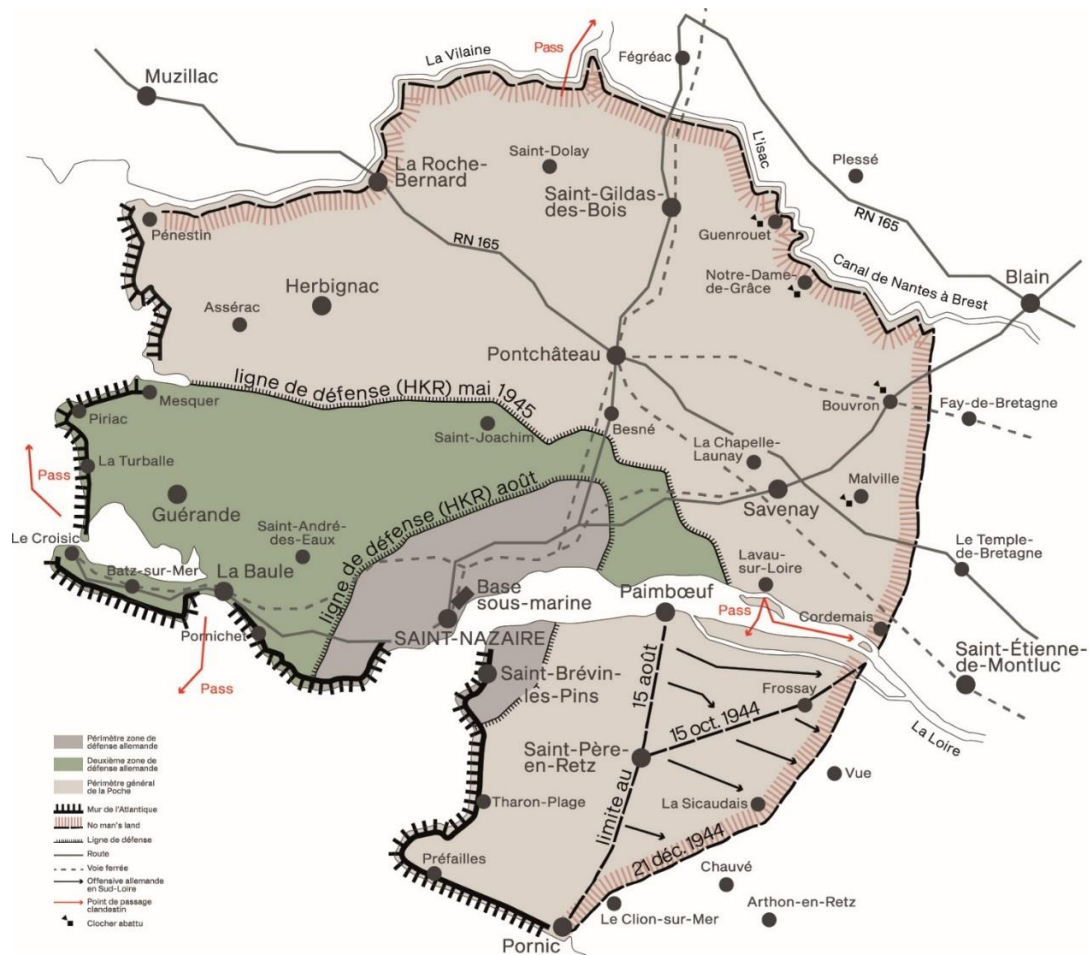 La Vilaine
Pass
Fégréac
Muzillac
L'isac
Plessé
Saint-Dolay
La Roche-
Bernard
Saint-Gildas-
des-Bois
RN 165
Pénestin
Guenrouet
RN 165
Canal de Nantes à Brest
Notre-Dame-
de-Grâce
Blain
Herbignac
Assérac
Pontchâteau
ligne de défense (HKR) mai 1945
Mesquer
Piriac
Bouvron
Fay-de-Bretagne
Besné
Saint-Joachim
La Chapelle-
Launay
La Turballe
Pass
Malville
Guérande
Savenay
ligne de défense (HKR) août
Saint-André-
des-Eaux
Le Croisic
Le Temple-
de-Bretagne
Batz-sur-Mer
La Baule
Lavau-
sur-Loire
Base
sous-marine
Paimbœuf
Pass
Cordemais
Pornichet
SAINT-NAZAIRE
Saint-Étienne-
de-Montluc
Pass
Saint-Brévin-
les-Pins
Frossay
15 août
15 oct. 1944
La Loire
Saint-Père-
en-Retz
Vue
Tharon-Plage
La Sicaudais
limite au
21 déc. 1944
Préfailles
Chauvé
Le Clion-sur-Mer
Arthon-en-Retz
Pornic
Périmètre zone de
défense allemande
Deuxième zone de
défense allemande
Périmètre général
de la Poche
Mur de l'Atlantique
No man's land
Ligne de défense
Route
Voie ferrée
Offensive allemande
en Sud-Loire
Point de passage
clandestin
Clocher abattu